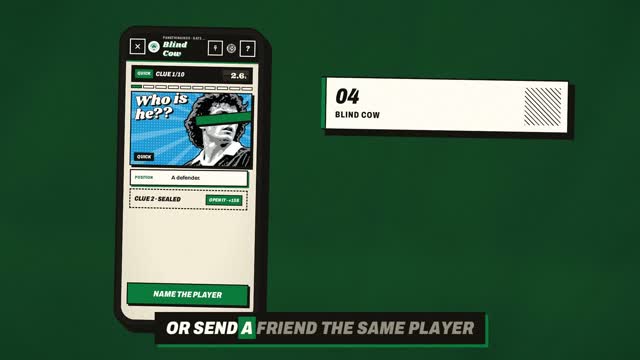 Blind
Cow
?
QUICK CLUE 1/10
2.6.
Who is
he??
QUICK
POSITION A defender
CLUE 2 · SEALED
OPEN IT · +15S
NAME THE PLAYER
04
BLIND COW
OR SEND A FRIEND THE SAME PLAYER